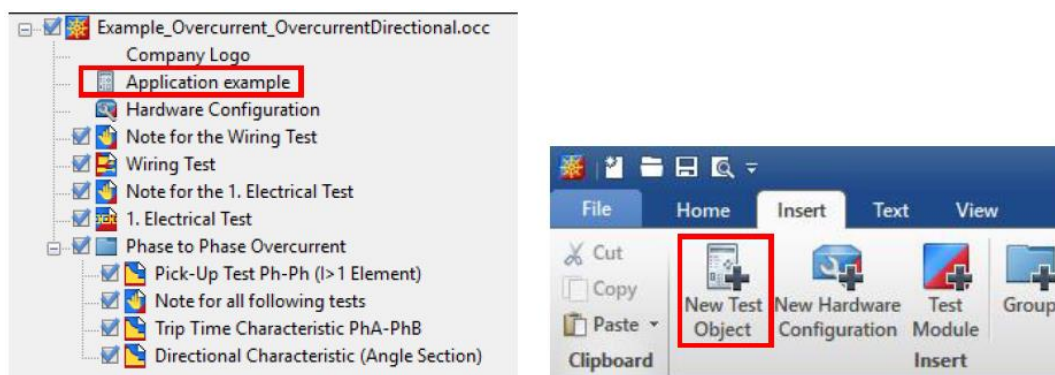 Example_Overcurrent_OvercurrentDirectional.occ
Company Logo
Application example
Hardware Configuration
Note for the Wiring Test
Wiring Test
Note for the 1. Electrical Test
1. Electrical Test
Phase to Phase Overcurrent
Pick-Up Test Ph-Ph (I>1 Element)
Note for all following tests
Trip Time Characteristic PhA-PhB
Directional Characteristic (Angle Section)
File Home Insert Text View
Cut
Copy
Paste
Clipboard
New Test
Object
New Hardware
Configuration
Test
Module
Group
Insert